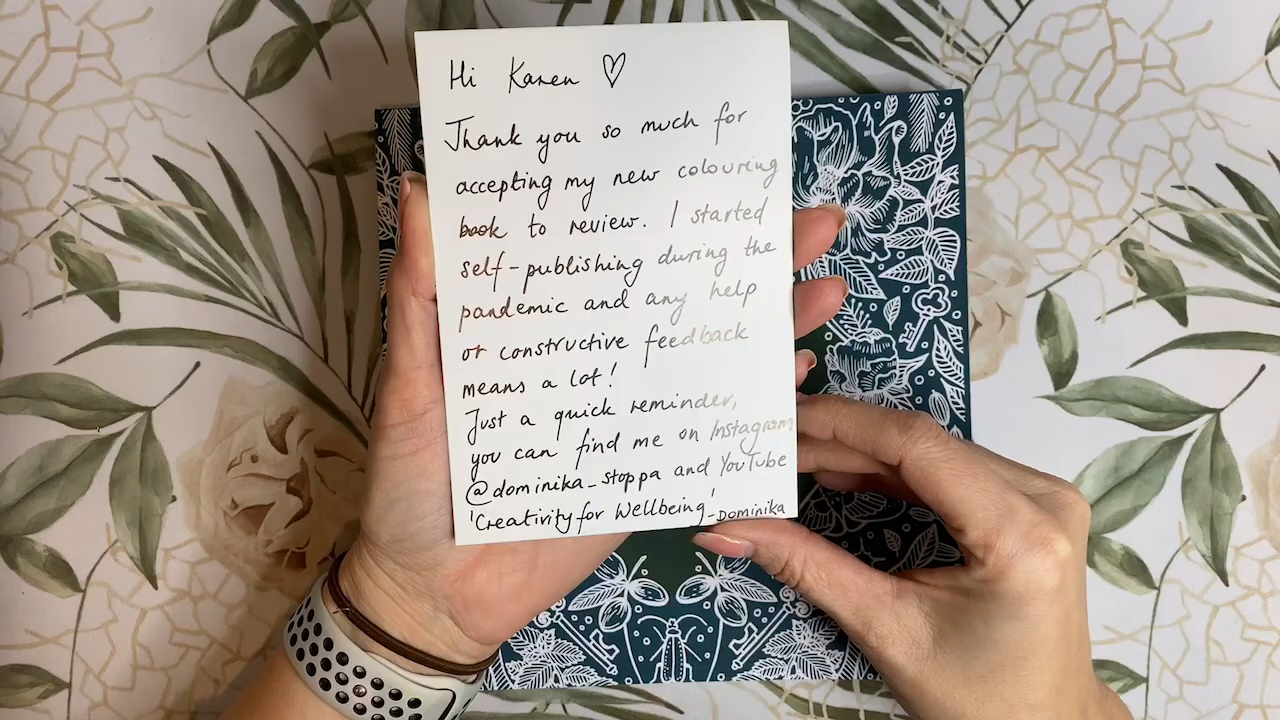 Hi Karen ♡
Thank you so much for
accepting my new colouring
book to review. I started
self-publishing during the
pandemic and any help
or constructive feedback
means a lot!
Just a quick reminder,
you can find me on Instagram
@dominika_stoppa and YouTube
'Creativity for Wellbeing'-DOMINIKA